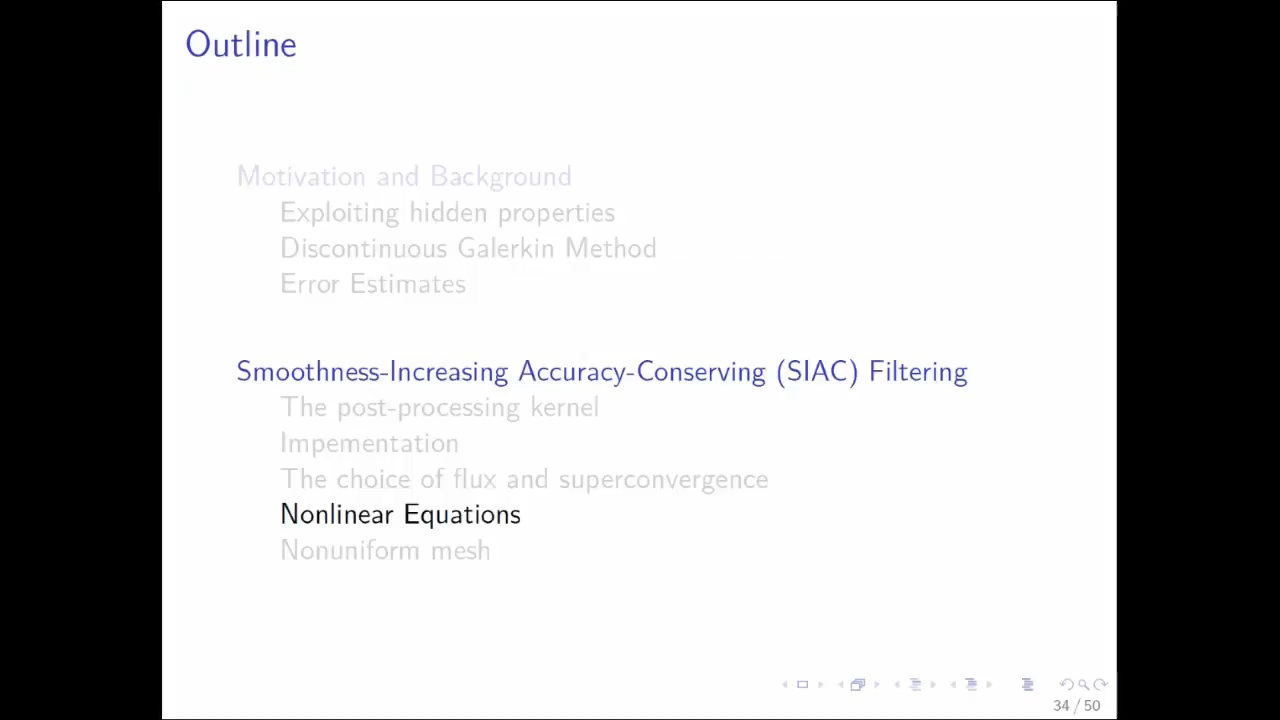 Outline
Motivation and Background
Exploiting hidden properties
Discontinuous Galerkin Method
Error Estimates
Smoothness-Increasing Accuracy-Conserving (SIAC) Filtering
The post-processing kernel
Impementation
The choice of flux and superconvergence
Nonlinear Equations
Nonuniform mesh
34 / 50